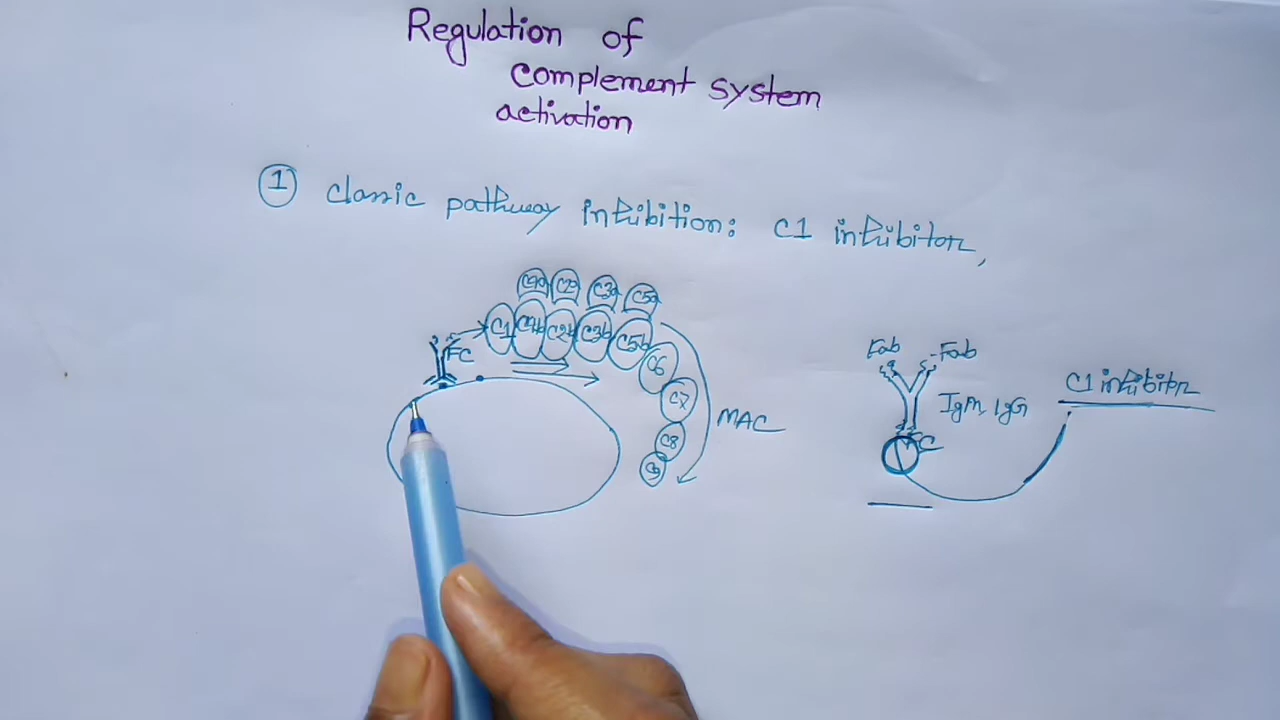 Regulation of
complement system
activation
① classic pathway inhibition: C1 inhibitor,
C4a C2a C3a C5a
C1 C4b C2b C3b C5b
FC
C6
C7
MAC
C8
C9
Fab Fab
IgM, IgG
FC
C1 inhibitor